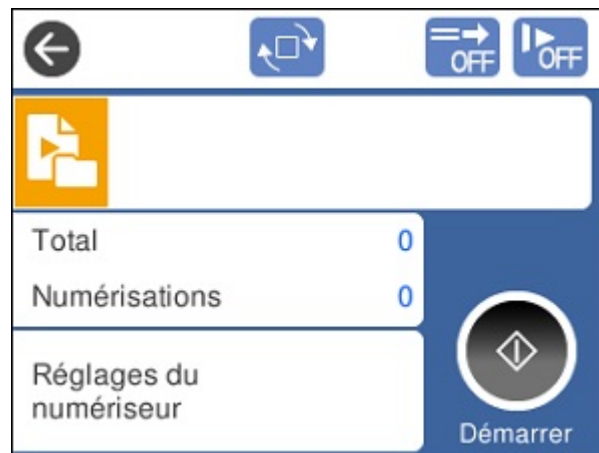 OFF OFF
Total 0
Numérisations 0
Réglages du
numériseur
Démarrer